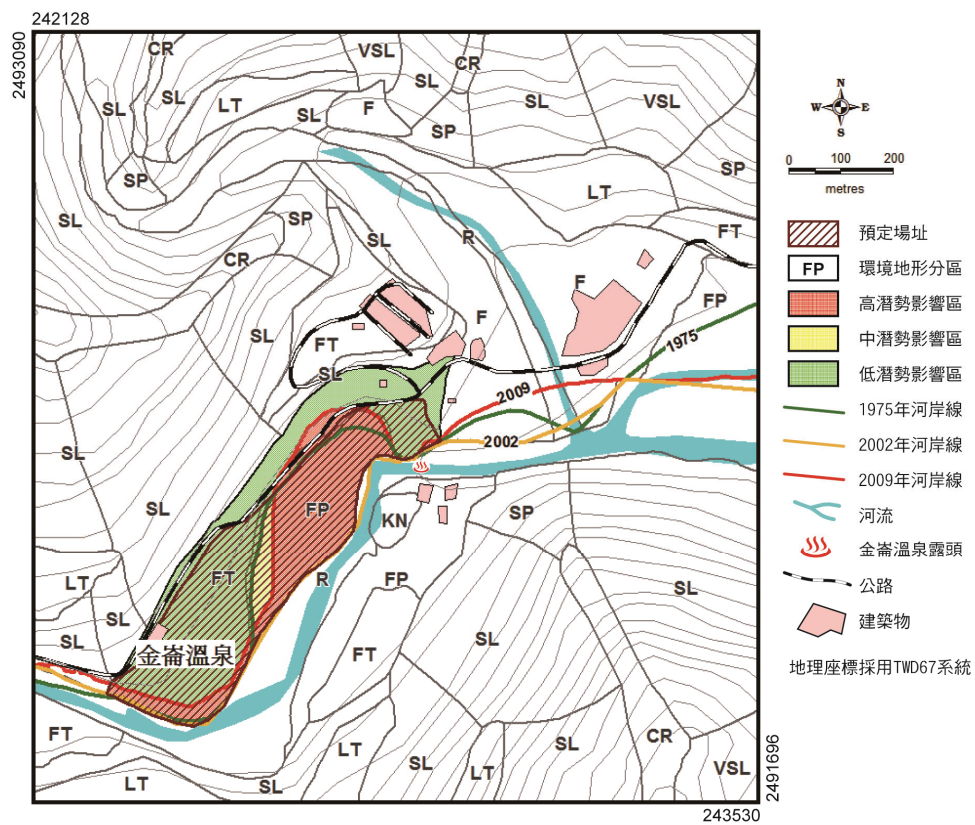 242128
2493090
CR
VSL
CR
SL
SL
SL
SL
VSL
LT
SL
F
SP
SP
SP
SL
LT
SP
SL
R
FT
CR
F
FP
F
SL
FT
1975
SL
2009
2002
SL
SL
FP
KN
SP
FT
R
FP
SL
LT
SL
SL
SL
FT
金崙溫泉
FT
LT
SL
CR
LT
SL
SL
LT
VSL
2491696
243530
N
W E
S
0 100 200
metres
預定場址
FP 環境地形分區
高潛勢影響區
中潛勢影響區
低潛勢影響區
1975年河岸線
2002年河岸線
2009年河岸線
河流
金崙溫泉露頭
公路
建築物
地理座標採用TWD67系統